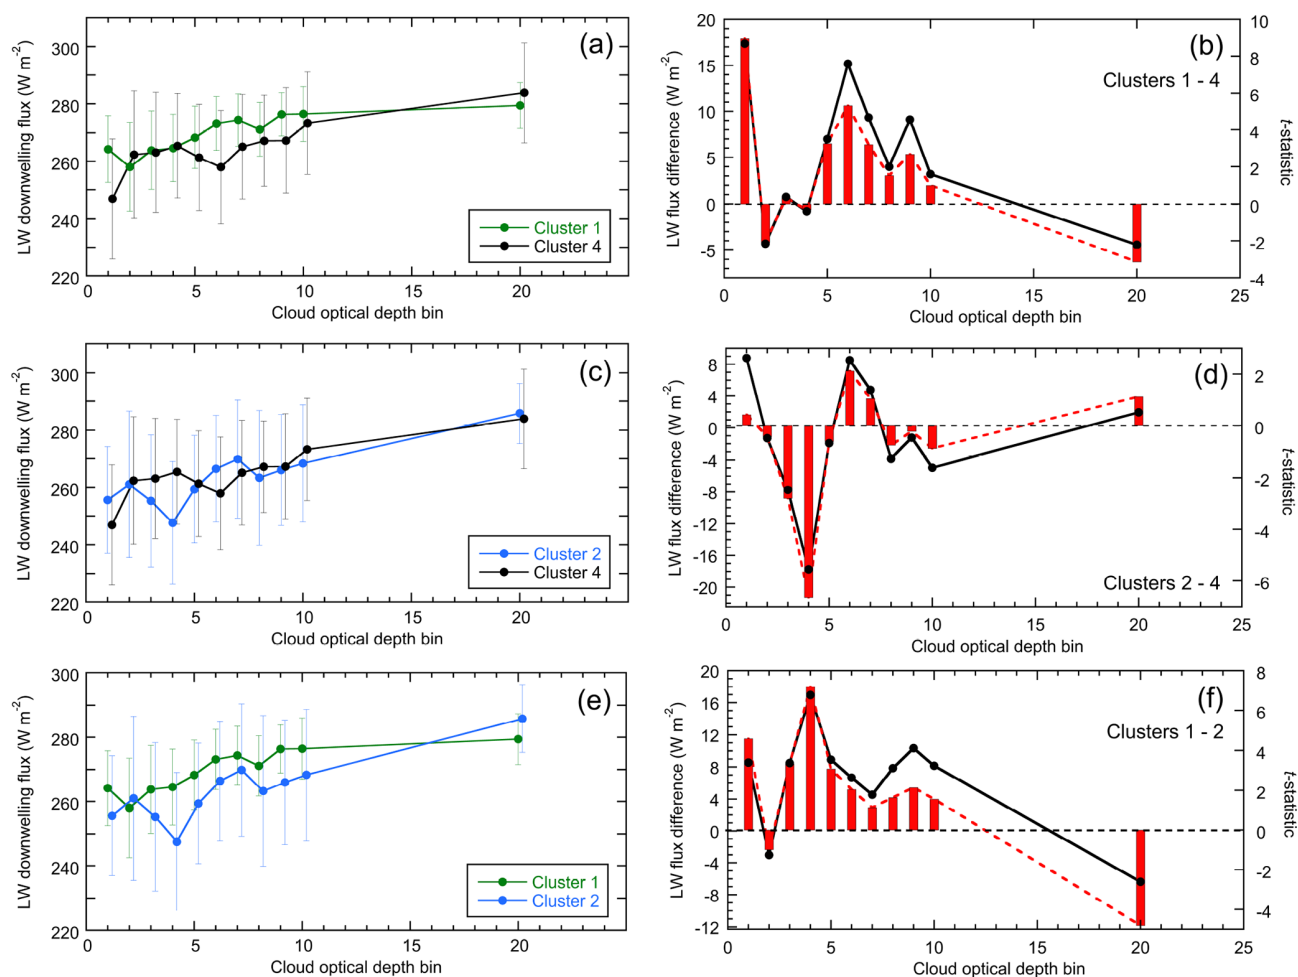 (a)
300
280
260
240
220
LW downwelling flux (W m-2)
Cluster 1
Cluster 4
0 5 10 15 20
Cloud optical depth bin
(b)
Clusters 1 - 4
20
15
10
5
0
-5
LW flux difference (W m-2)
10
8
6
4
2
0
-2
-4
t-statistic
0 5 10 15 20 25
Cloud optical depth bin
(c)
300
280
260
240
220
LW downwelling flux (W m-2)
Cluster 2
Cluster 4
0 5 10 15 20
Cloud optical depth bin
(d)
8
4
0
-4
-8
-12
-16
-20
LW flux difference (W m-2)
2
0
-2
-4
-6
t-statistic
Clusters 2 - 4
0 5 10 15 20 25
Cloud optical depth bin
(e)
300
280
260
240
220
LW downwelling flux (W m-2)
Cluster 1
Cluster 2
0 5 10 15 20
Cloud optical depth bin
(f)
Clusters 1 - 2
20
16
12
8
4
0
-4
-8
-12
LW flux difference (W m-2)
8
6
4
2
0
-2
-4
t-statistic
0 5 10 15 20 25
Cloud optical depth bin